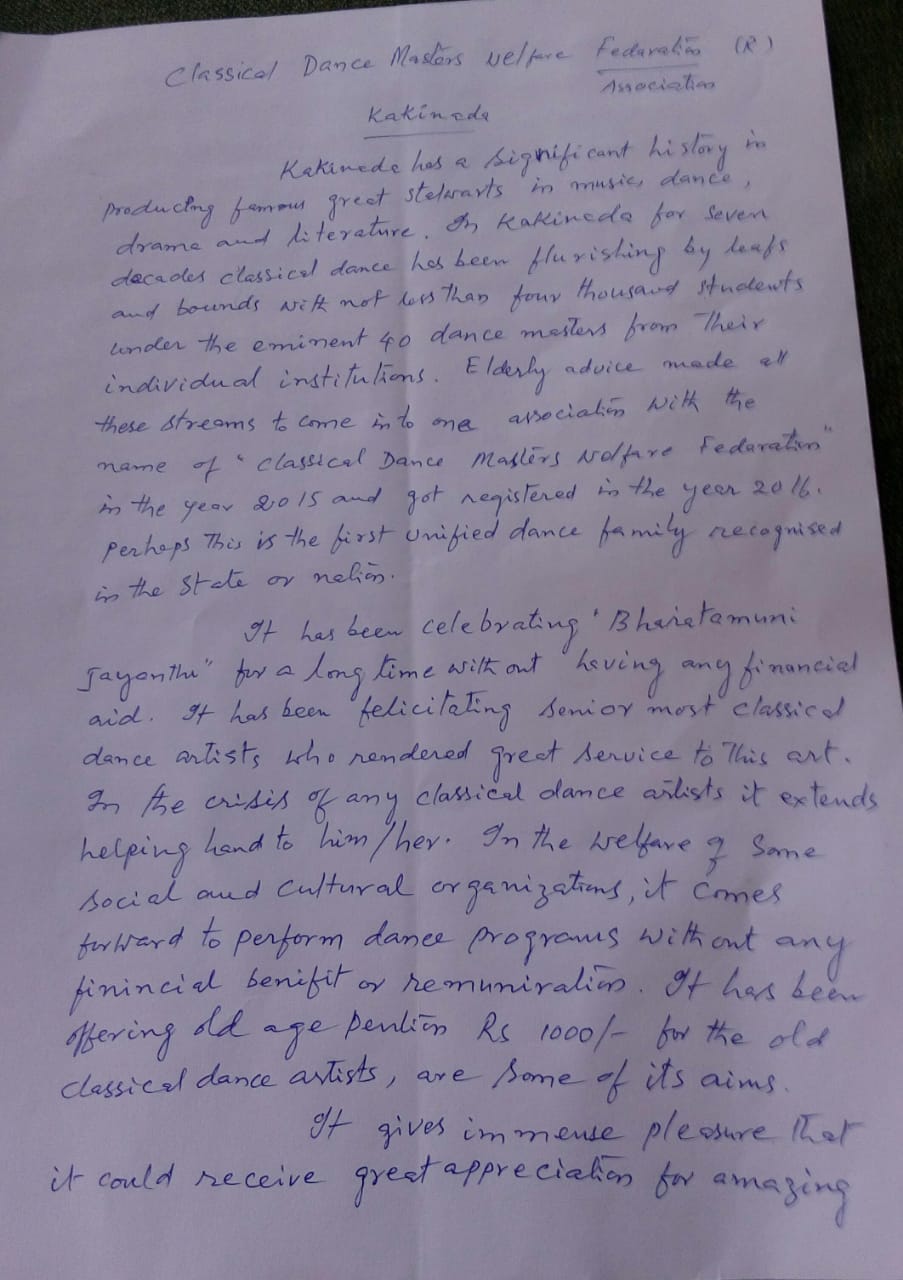 Classical Dance Masters Welfare Fedaration (R)
Association
Kakinada
Kakinada has a significant history in
producing famous great stelwarts in music, dance,
drama and literature. In Kakinada for seven
decades classical dance has been flurishing by leafs
and bounds with not less than four thousand students
under the eminent 40 dance masters from their
individual institutions. Elderly advice made all
these streams to come into one association with the
name of "Classical Dance Masters Welfare Fedaration"
in the year 2015 and got registered in the year 2016.
perhaps This is the first unified dance family recognised
in the State or nation.
It has been celebrating "Bharatamuni
Jayanthi" for a long time with out having any financial
aid. It has been felicitating senior most classical
dance artists who rendered great service to This art.
In the crisis of any classical dance artists it extends
helping hand to him/her. In the welfare of Some
social and cultural organizations, it comes
forward to perform dance programs without any
finincial benifit or remuniration. It has been
offering old age pention Rs 1000/- for the old
classical dance artists, are some of its aims.
It gives immense pleasure that
it could receive great appreciation for amazing